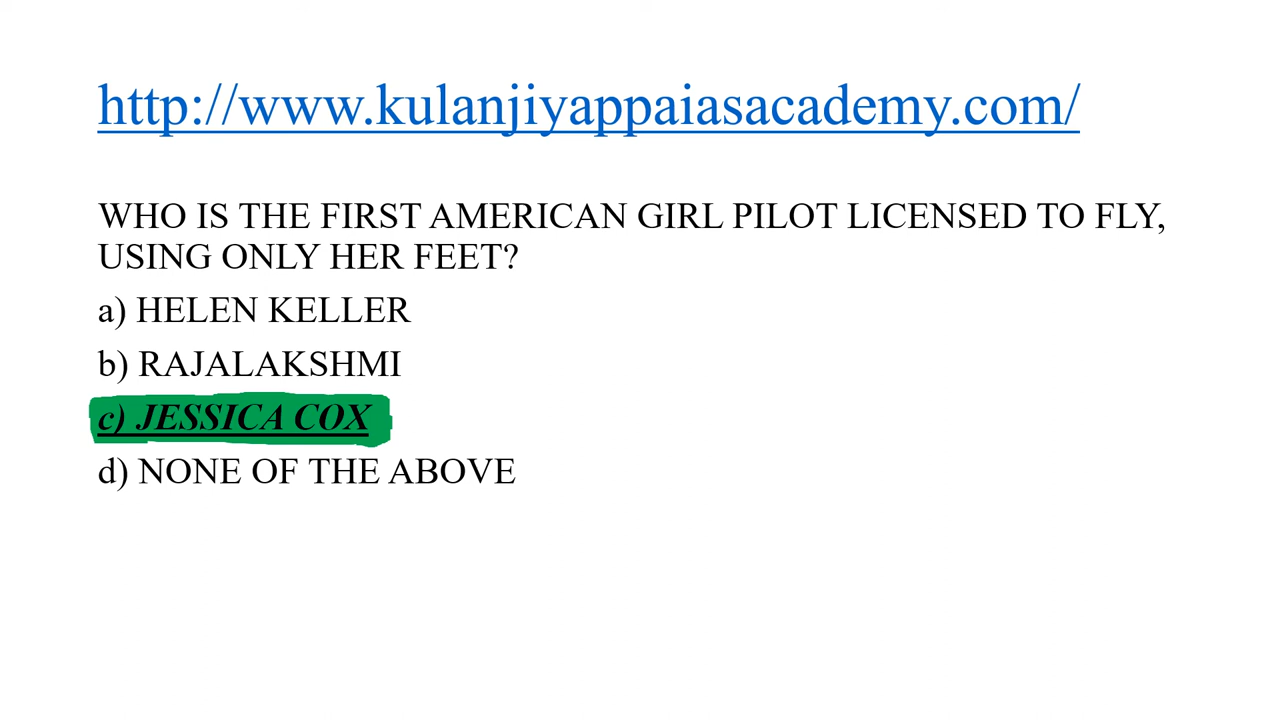 http://www.kulanjiyappaiasacademy.com/
WHO IS THE FIRST AMERICAN GIRL PILOT LICENSED TO FLY,
USING ONLY HER FEET?
a) HELEN KELLER
b) RAJALAKSHMI
c) JESSICA COX
d) NONE OF THE ABOVE